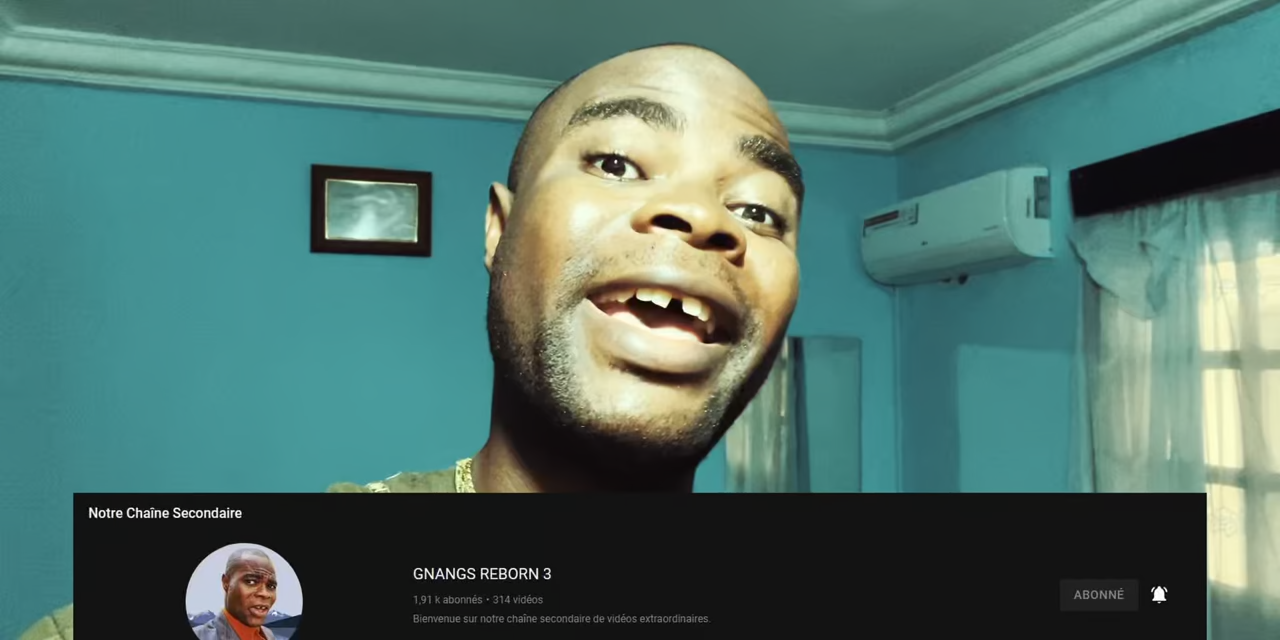 Notre Chaîne Secondaire
GNANGS REBORN 3
1,91 k abonnés • 314 vidéos
Bienvenue sur notre chaîne secondaire de vidéos extraordinaires.
ABONNÉ